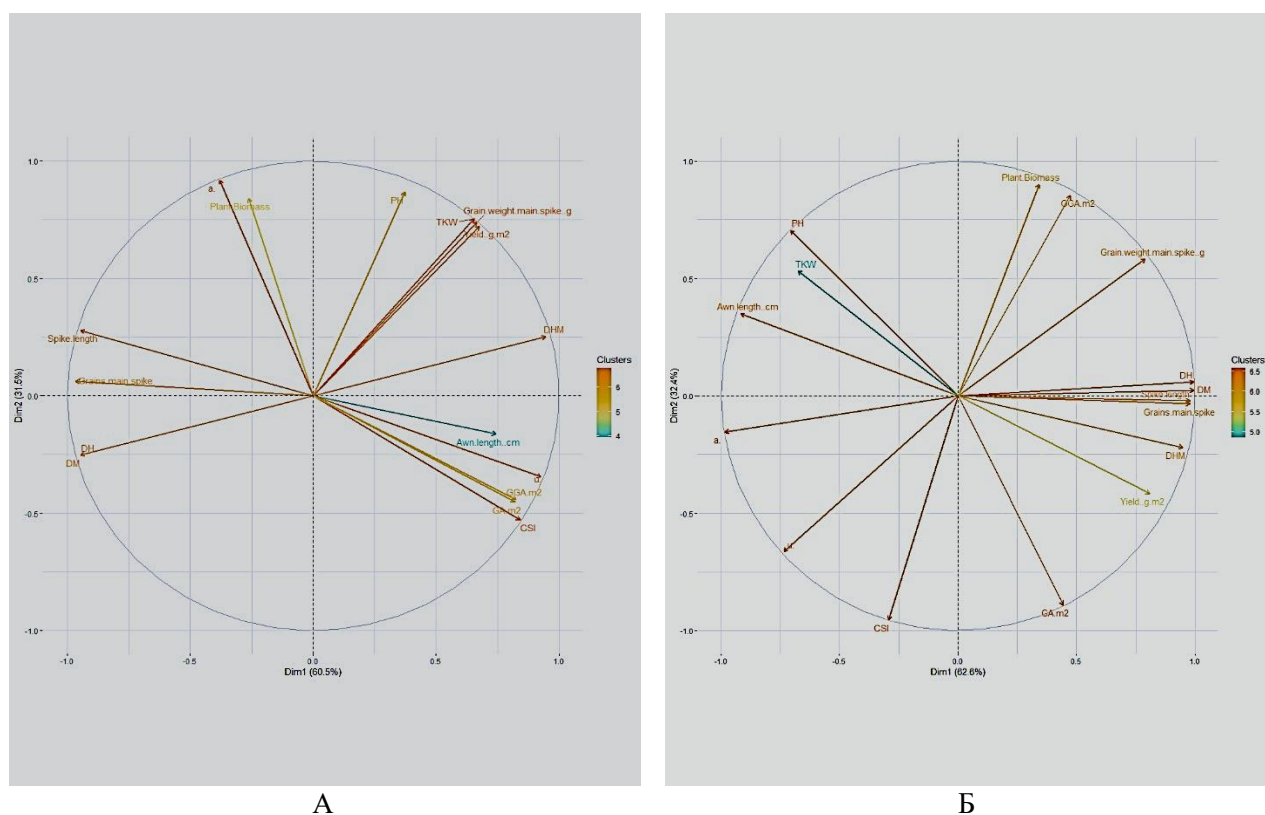 1.0
0.5
0.0
-0.5
-1.0
Dim2 (31.5%)
-1.0
-0.5
0.0
0.5
1.0
Dim1 (60.5%)
a.
Plant.Biomass
PH
Grain.weight.main.spike..g
TKW
Yield..g.m2
DHM
Spike.length
Grains.main.spike
DH
DM
Awn.length..cm
GGA.m2
GA.m2
CSI
Clusters
6
5
4
А
1.0
0.5
0.0
-0.5
-1.0
Dim2 (32.4%)
-1.0
-0.5
0.0
0.5
1.0
Dim1 (62.6%)
Plant.Biomass
GGA.m2
PH
Grain.weight.main.spike..g
TKW
Awn.length..cm
DH
DM
Spike.length
Grains.main.spike
a.
DHM
Yield..g.m2
GA.m2
CSI
Clusters
6.5
6.0
5.5
5.0
Б